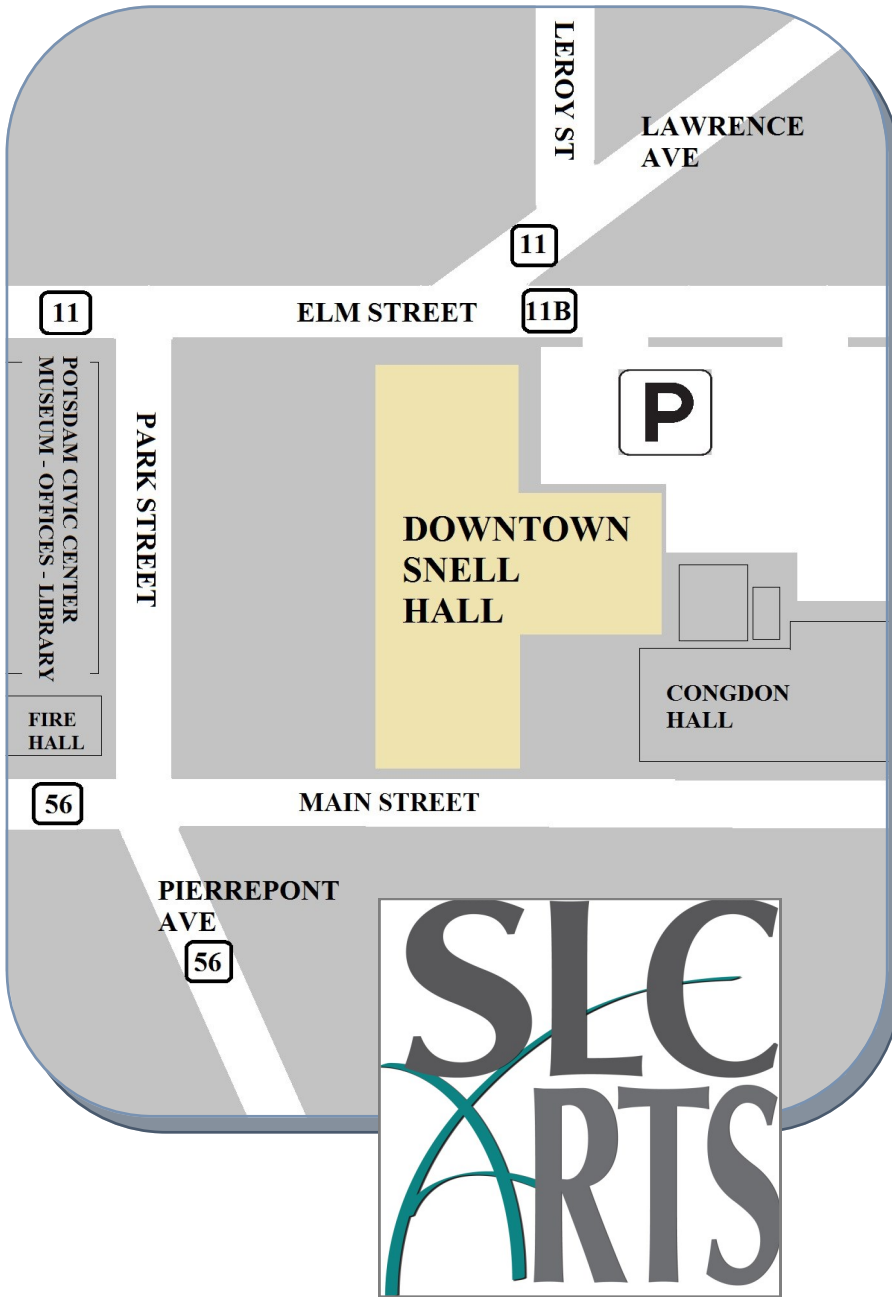 LEROY ST
LAWRENCE
AVE
11
11
ELM STREET
11B
POTSDAM CIVIC CENTER
MUSEUM - OFFICES - LIBRARY
PARK STREET
P
DOWNTOWN
SNELL
HALL
FIRE
HALL
CONGDON
HALL
56
MAIN STREET
PIERREPONT
AVE
56
SLC
ARTS